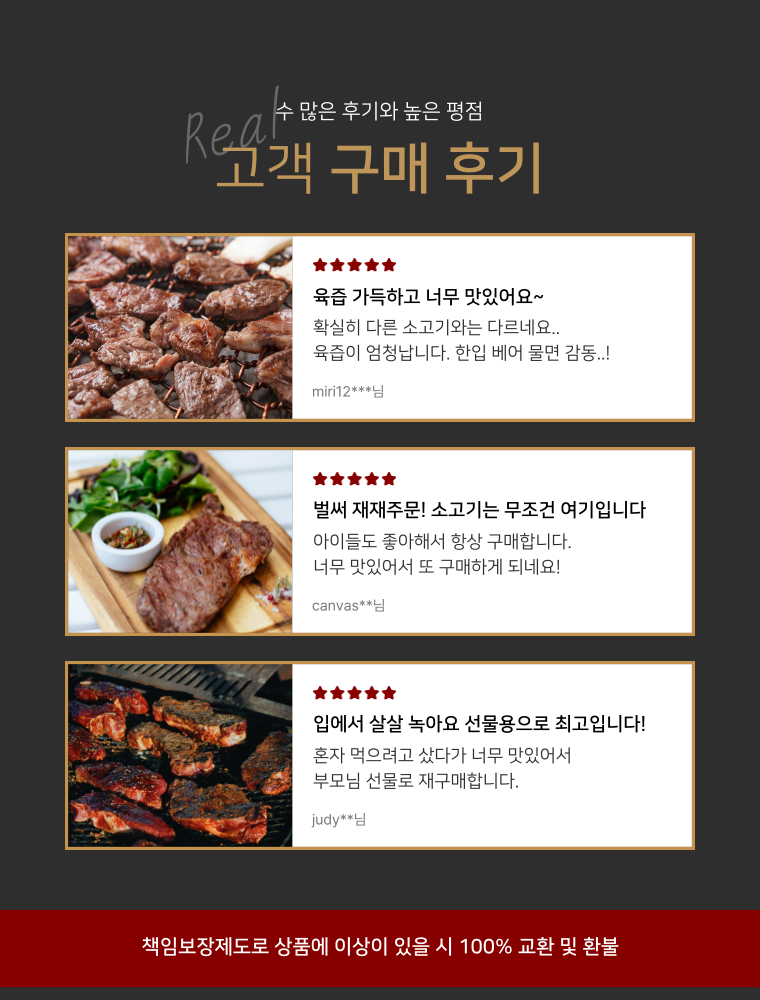 Real
수 많은 후기와 높은 평점
고객 구매 후기
육즙 가득하고 너무 맛있어요~
확실히 다른 소고기와는 다르네요..
육즙이 엄청납니다. 한입 베어 물면 감동..!
miri12***님
벌써 재재주문! 소고기는 무조건 여기입니다
아이들도 좋아해서 항상 구매합니다.
너무 맛있어서 또 구매하게 되네요!
canvas**님
입에서 살살 녹아요 선물용으로 최고입니다!
혼자 먹으려고 샀다가 너무 맛있어서
부모님 선물로 재구매합니다.
judy**님
책임보장제도로 상품에 이상이 있을 시 100% 교환 및 환불